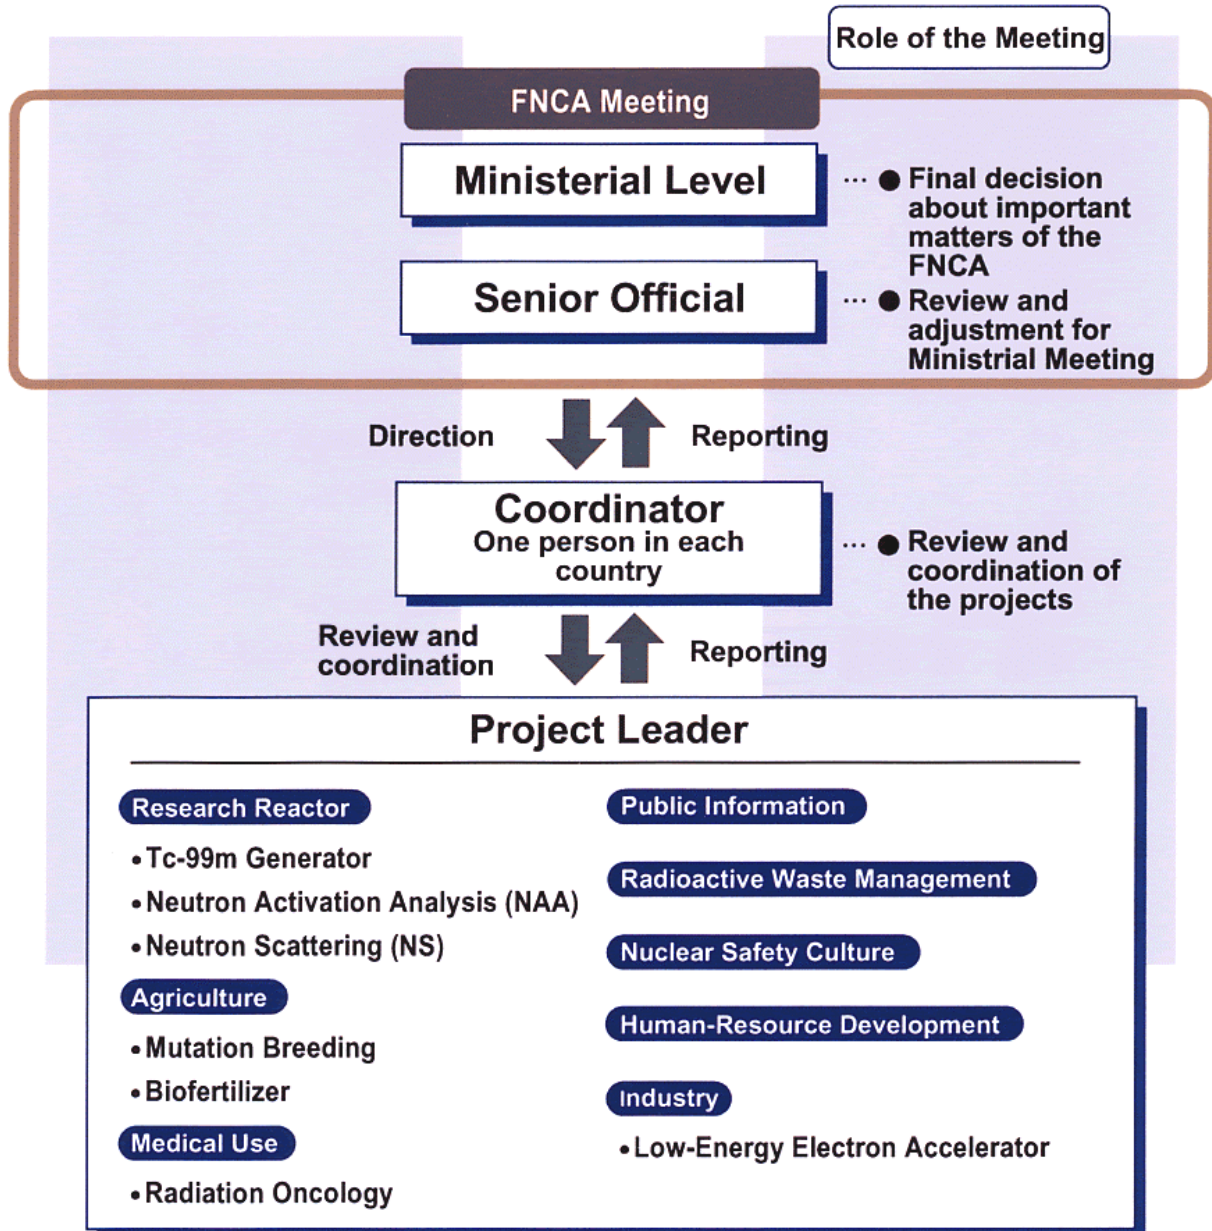 Role of the Meeting
FNCA Meeting
Ministerial Level
··· ● Final decision
about important
matters of the
FNCA
Senior Official
··· ● Review and
adjustment for
Ministrial Meeting
Direction
Reporting
Coordinator
One person in each
country
··· ● Review and
coordination of
the projects
Review and
coordination
Reporting
Project Leader
Research Reactor
• Tc-99m Generator
• Neutron Activation Analysis (NAA)
• Neutron Scattering (NS)
Agriculture
• Mutation Breeding
• Biofertilizer
Medical Use
• Radiation Oncology
Public Information
Radioactive Waste Management
Nuclear Safety Culture
Human-Resource Development
Industry
• Low-Energy Electron Accelerator